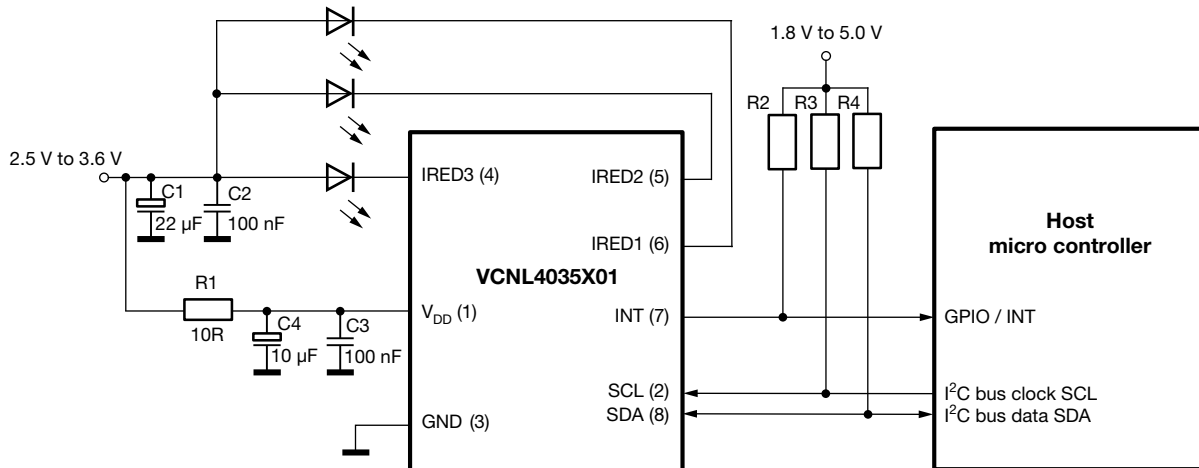 1.8 V to 5.0 V
R2
R3
R4
2.5 V to 3.6 V
C1
22 µF
C2
100 nF
R1
10R
C4
10 µF
C3
100 nF
IRED3 (4)
IRED2 (5)
IRED1 (6)
VCNL4035X01
V_DD (1)
INT (7)
SCL (2)
SDA (8)
GND (3)
Host
micro controller
GPIO / INT
I²C bus clock SCL
I²C bus data SDA